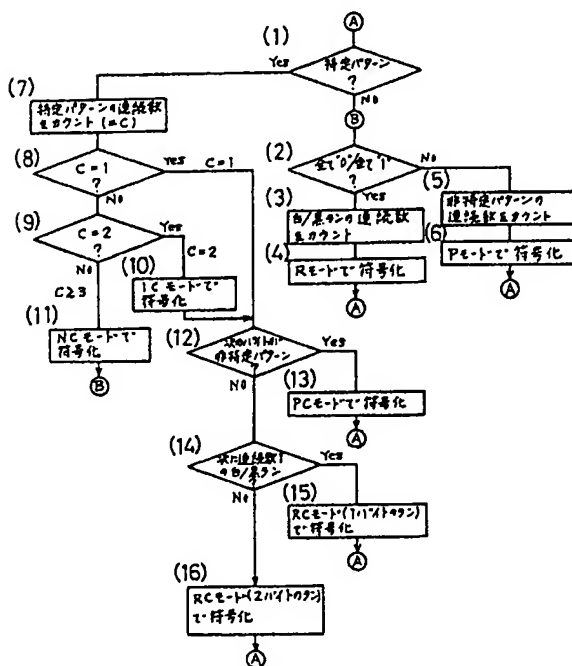 A
(1)
特定パターン
?
Yes
NO
B
(7)
特定パターンの連続数
をカウント (=C)
(2)
全て"0"/全て"1"
?
NO
Yes
(8)
C=1
?
Yes
C=1
NO
(3)
白/黒ランの連続数
をカウント
(5)
非特定パターンの
連続数をカウント
(9)
C=2
?
Yes
C=2
NO
C≥3
(4)
Rモードで符号化
A
(6)
Pモードで符号化
A
(10)
1Cモードで
符号化
(11)
NCモードで
符号化
B
(12)
次のバイトが
非特定パターン
?
Yes
NO
(13)
PCモードで符号化
A
(14)
次に連続数1
の白/黒ラン
?
Yes
NO
(15)
RCモード(1バイトのラン)
で符号化
A
(16)
RCモード(2バイトのラン)
で符号化
A